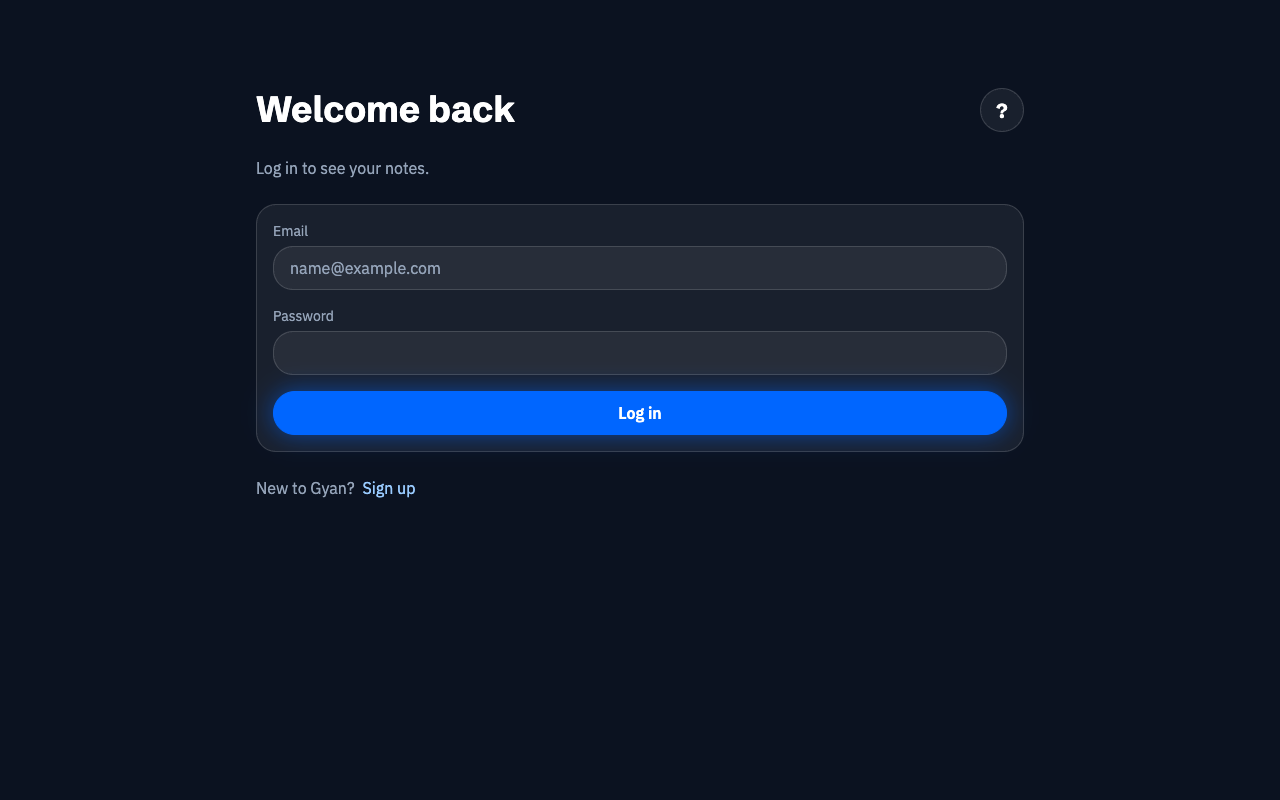 Welcome back
?
Log in to see your notes.
Email
name@example.com
Password
Log in
New to Gyan? Sign up